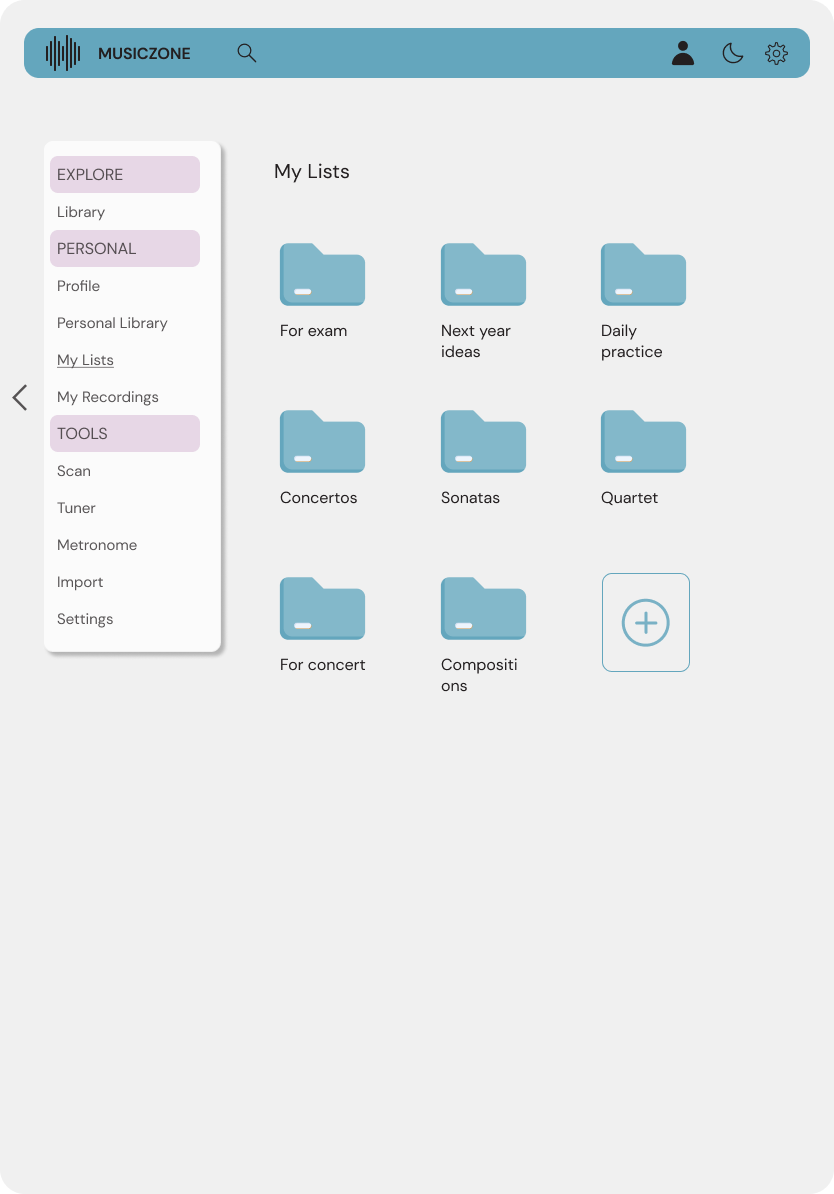 MUSICZONE
EXPLORE
Library
PERSONAL
Profile
Personal Library
My Lists
My Recordings
TOOLS
Scan
Tuner
Metronome
Import
Settings
My Lists
For exam
Next year
ideas
Daily
practice
Concertos
Sonatas
Quartet
For concert
Compositi
ons